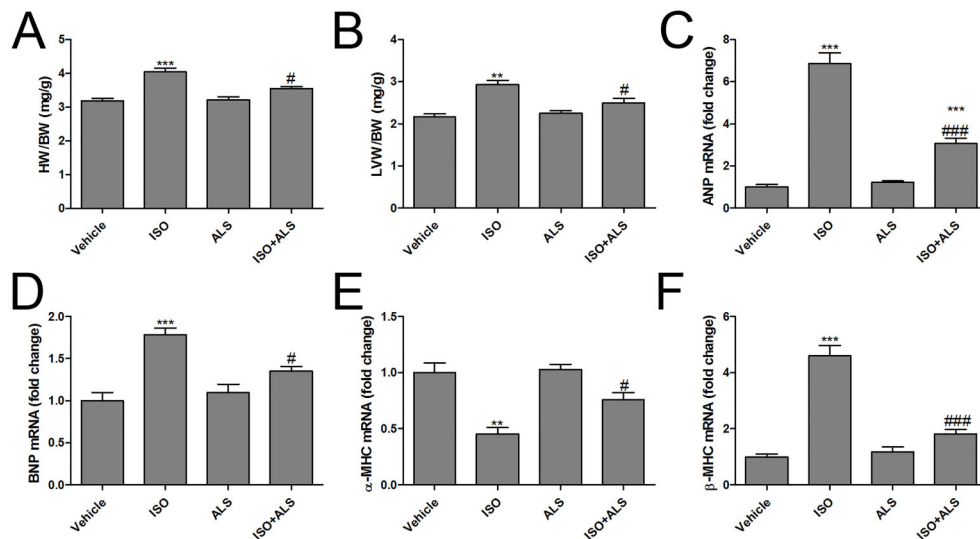 A
HW/BW (mg/g)
5
4
3
2
1
0
***
#
Vehicle
ISO
ALS
ISO+ALS
B
LVW/BW (mg/g)
4
3
2
1
0
**
#
Vehicle
ISO
ALS
ISO+ALS
C
ANP mRNA (fold change)
8
6
4
2
0
***
***
###
Vehicle
ISO
ALS
ISO+ALS
D
BNP mRNA (fold change)
2.0
1.5
1.0
0.5
0.0
***
#
Vehicle
ISO
ALS
ISO+ALS
E
α-MHC mRNA (fold change)
1.5
1.0
0.5
0.0
**
#
Vehicle
ISO
ALS
ISO+ALS
F
β-MHC mRNA (fold change)
6
4
2
0
***
###
Vehicle
ISO
ALS
ISO+ALS